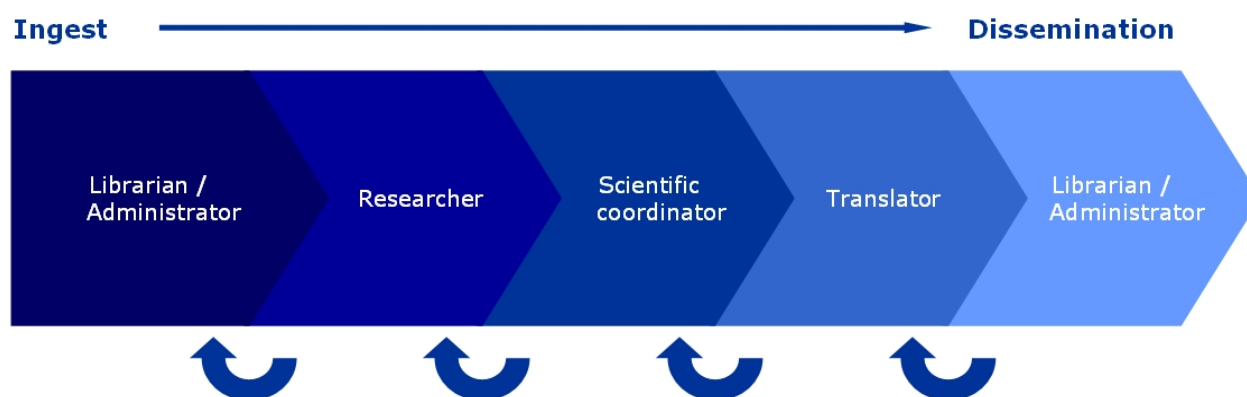 Ingest
Dissemination
Librarian /
Administrator
Researcher
Scientific
coordinator
Translator
Librarian /
Administrator